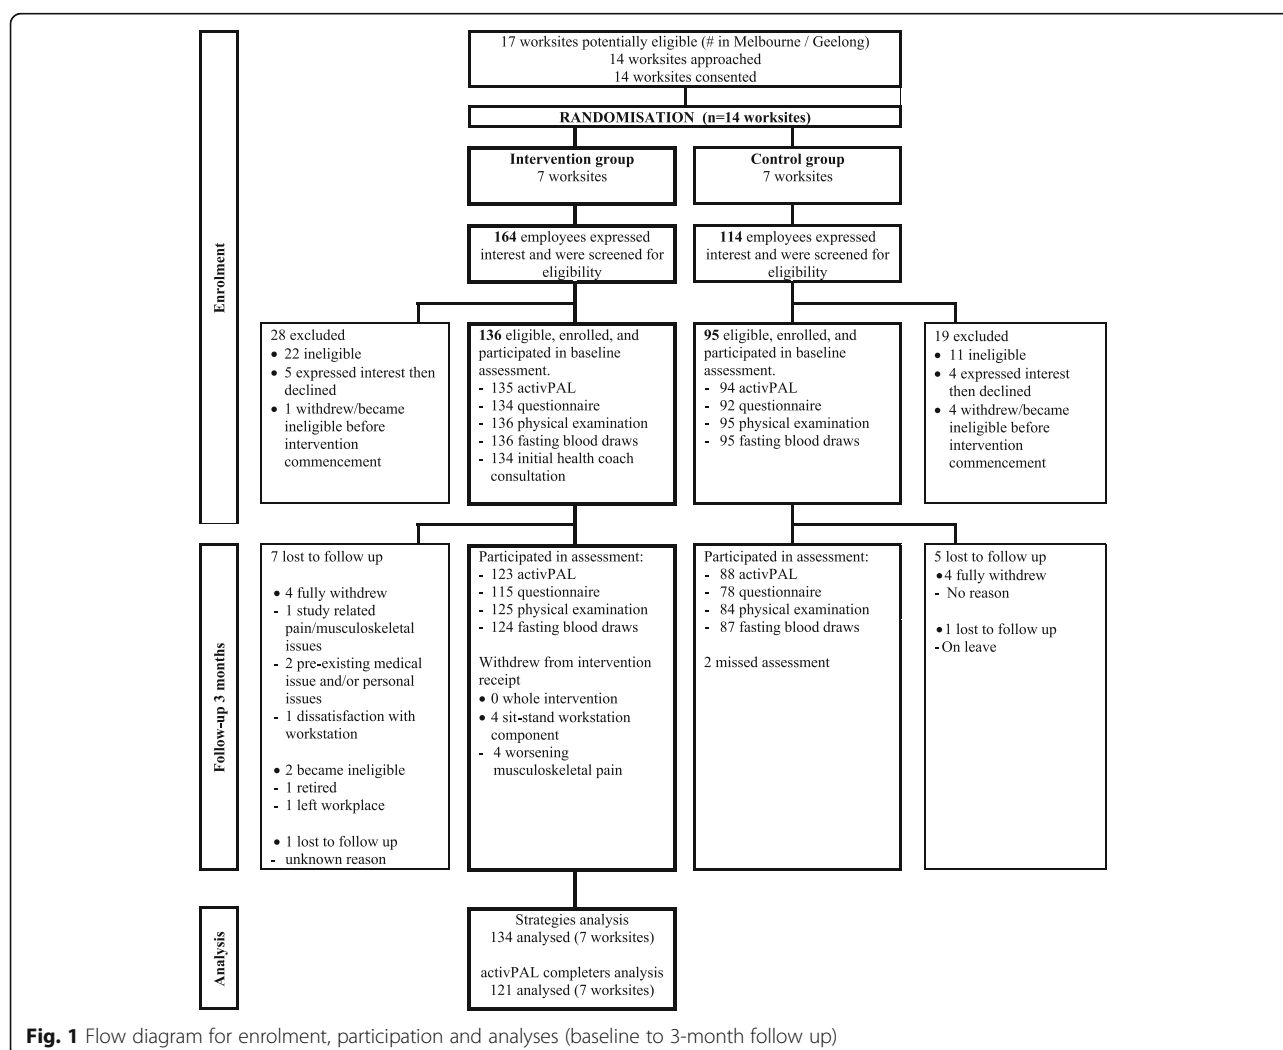 17 worksites potentially eligible (# in Melbourne / Geelong)
14 worksites approached
14 worksites consented
RANDOMISATION (n=14 worksites)
Intervention group
7 worksites
Control group
7 worksites
Enrolment
164 employees expressed
interest and were screened for
eligibility
114 employees expressed
interest and were screened for
eligibility
28 excluded
• 22 ineligible
• 5 expressed interest then
declined
• 1 withdrew/became
ineligible before
intervention
commencement
136 eligible, enrolled, and
participated in baseline
assessment.
- 135 activPAL
- 134 questionnaire
- 136 physical examination
- 136 fasting blood draws
- 134 initial health coach
consultation
95 eligible, enrolled, and
participated in baseline
assessment.
- 94 activPAL
- 92 questionnaire
- 95 physical examination
- 95 fasting blood draws
19 excluded
• 11 ineligible
• 4 expressed interest
then declined
• 4 withdrew/became
ineligible before
intervention
commencement
Follow-up 3 months
7 lost to follow up
• 4 fully withdrew
- 1 study related
pain/musculoskeletal
issues
- 2 pre-existing medical
issue and/or personal
issues
- 1 dissatisfaction with
workstation
• 2 became ineligible
- 1 retired
- 1 left workplace
• 1 lost to follow up
- unknown reason
Participated in assessment:
- 123 activPAL
- 115 questionnaire
- 125 physical examination
- 124 fasting blood draws
Withdrew from intervention
receipt
• 0 whole intervention
• 4 sit-stand workstation
component
- 4 worsening
musculoskeletal pain
Participated in assessment:
- 88 activPAL
- 78 questionnaire
- 84 physical examination
- 87 fasting blood draws
2 missed assessment
5 lost to follow up
• 4 fully withdrew
- No reason
• 1 lost to follow up
- On leave
Analysis
Strategies analysis
134 analysed (7 worksites)
activPAL completers analysis
121 analysed (7 worksites)
Fig. 1 Flow diagram for enrolment, participation and analyses (baseline to 3-month follow up)